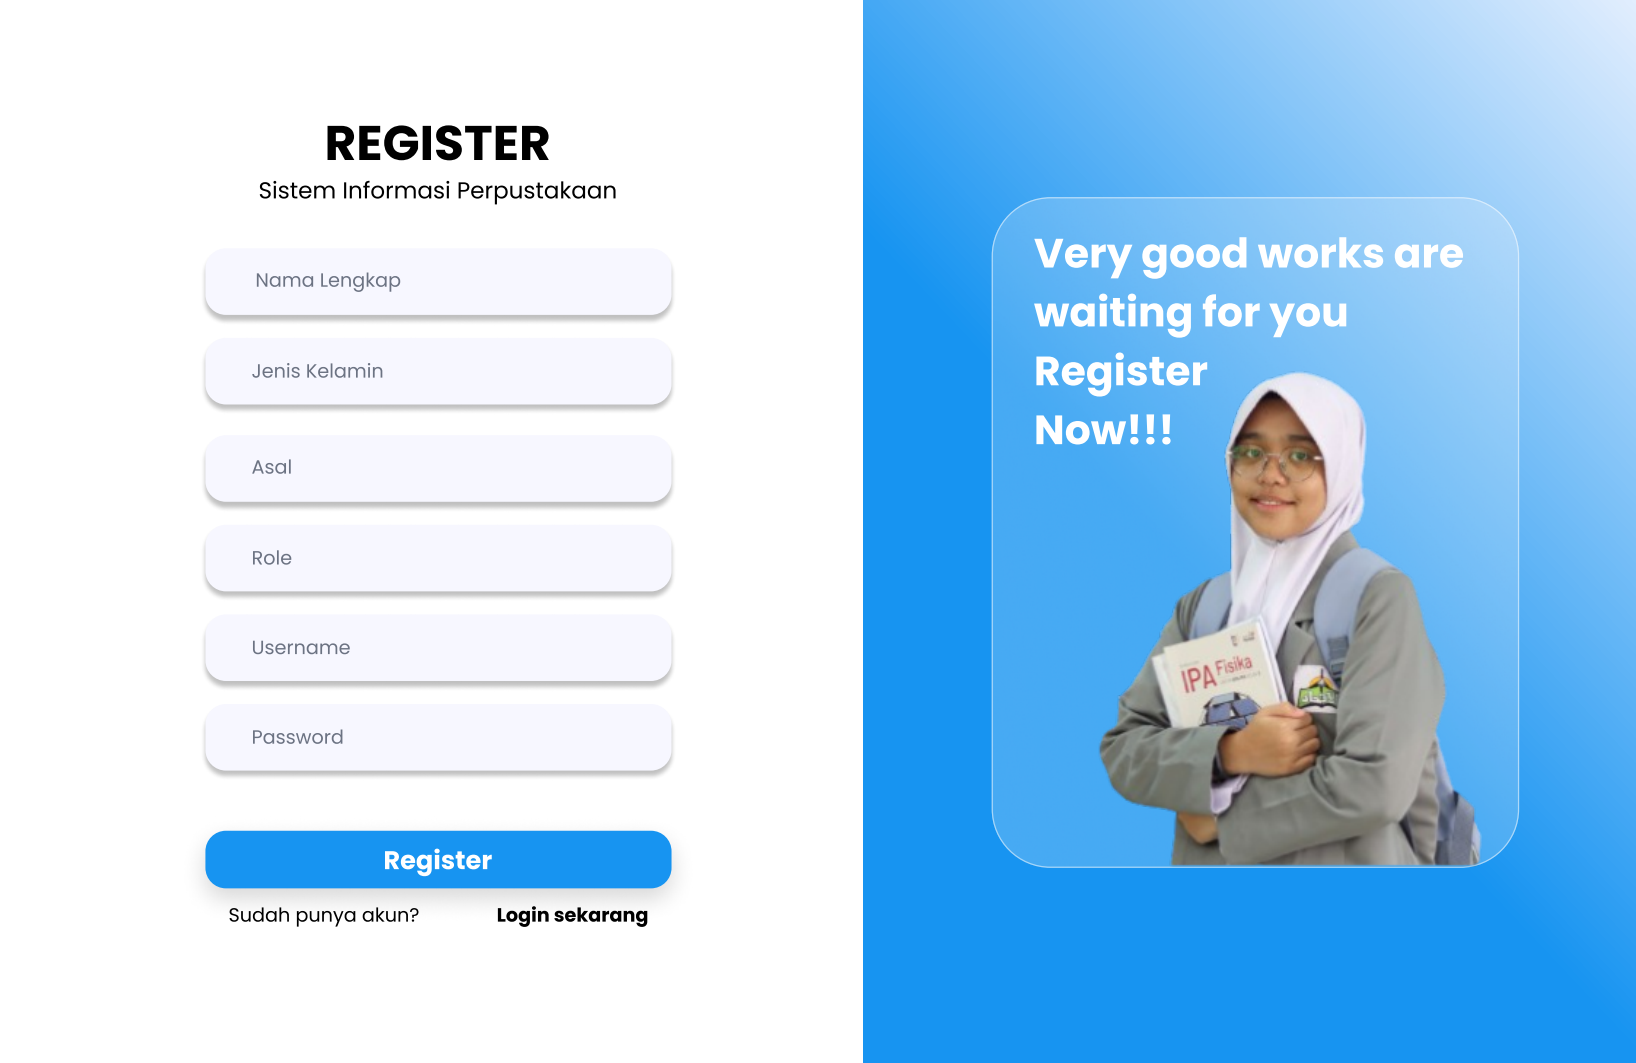 REGISTER
Sistem Informasi Perpustakaan
Nama Lengkap
Jenis Kelamin
Asal
Role
Username
Password
Register
Sudah punya akun? Login sekarang
Very good works are
waiting for you
Register
Now!!!
IPA Fisika